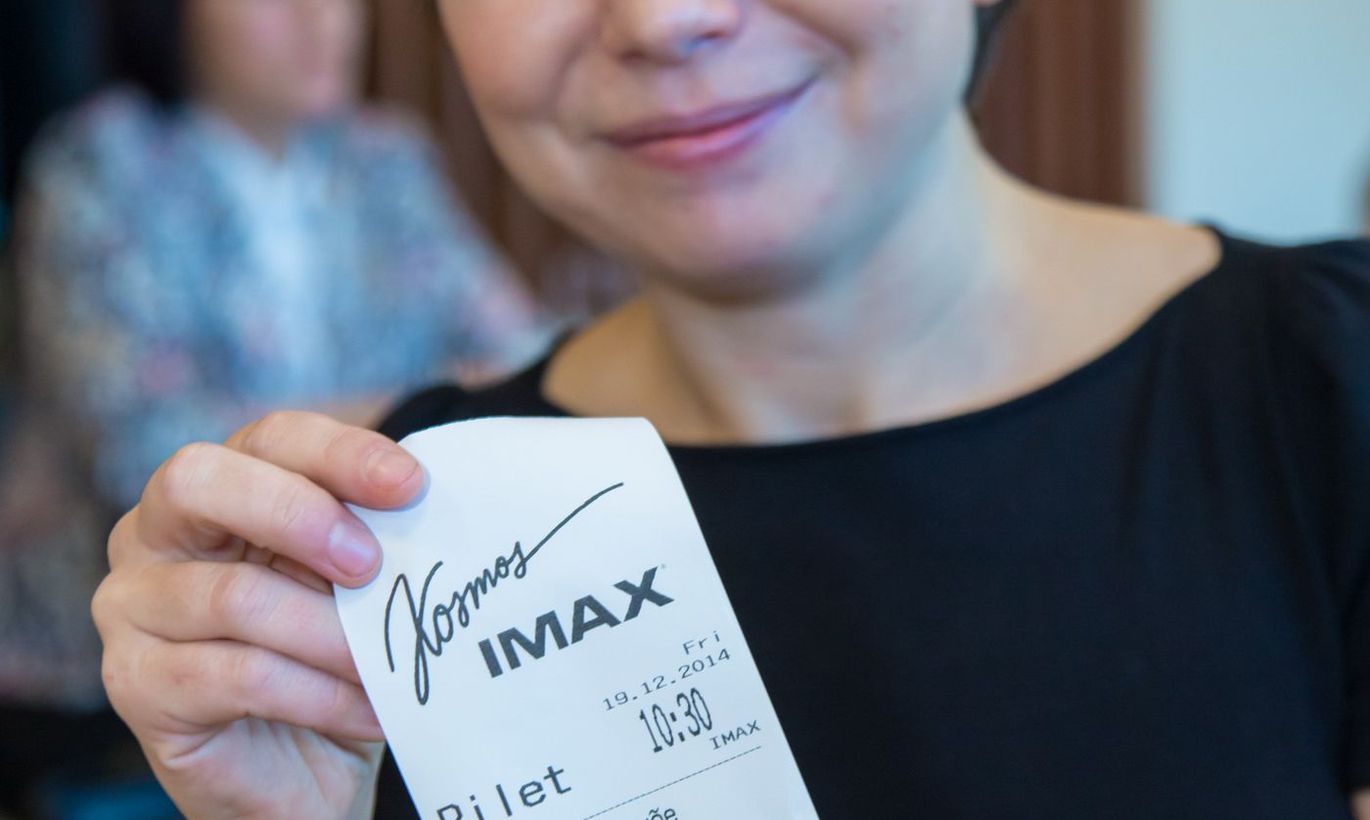 Kosmos
IMAX
Fri
19.12.2014
10:30
IMAX
Pilet